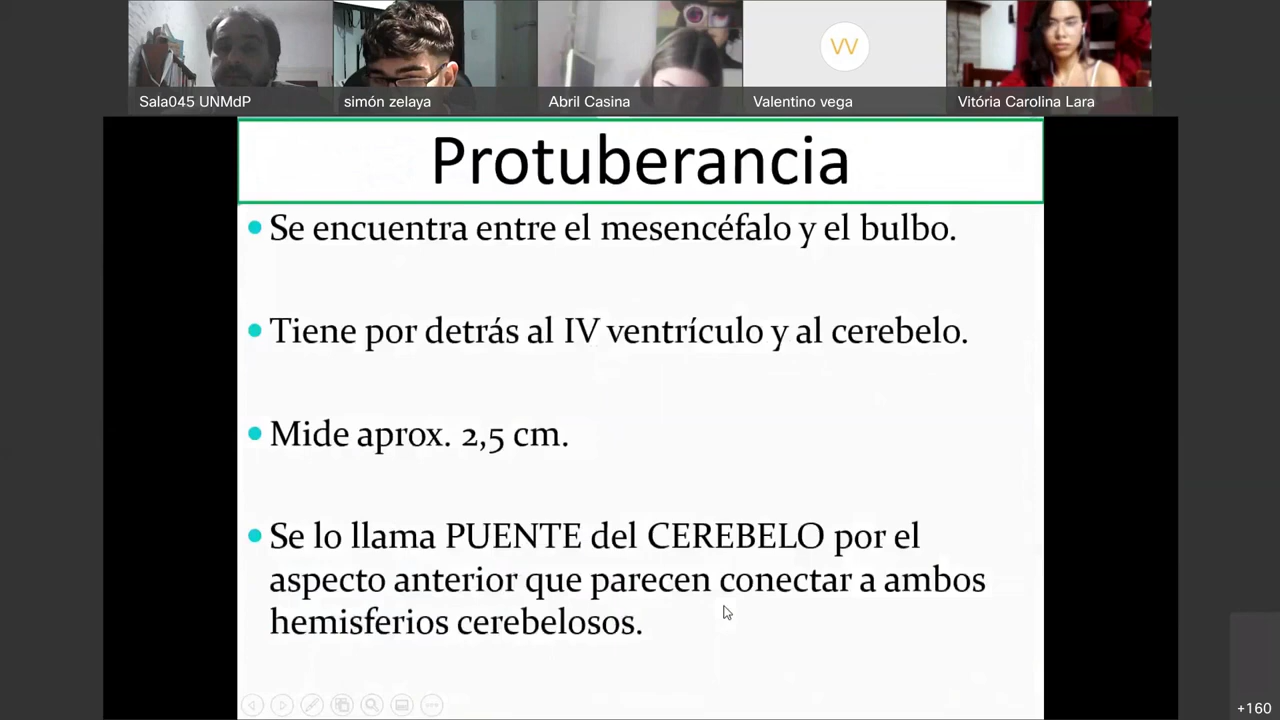 VV
Sala045 UNMdP
simón zelaya
Abril Casina
Valentino vega
Vitória Carolina Lara
Protuberancia
Se encuentra entre el mesencéfalo y el bulbo.
Tiene por detrás al IV ventrículo y al cerebelo.
Mide aprox. 2,5 cm.
Se lo llama PUENTE del CEREBELO por el
aspecto anterior que parecen conectar a ambos
hemisferios cerebelosos.
+160